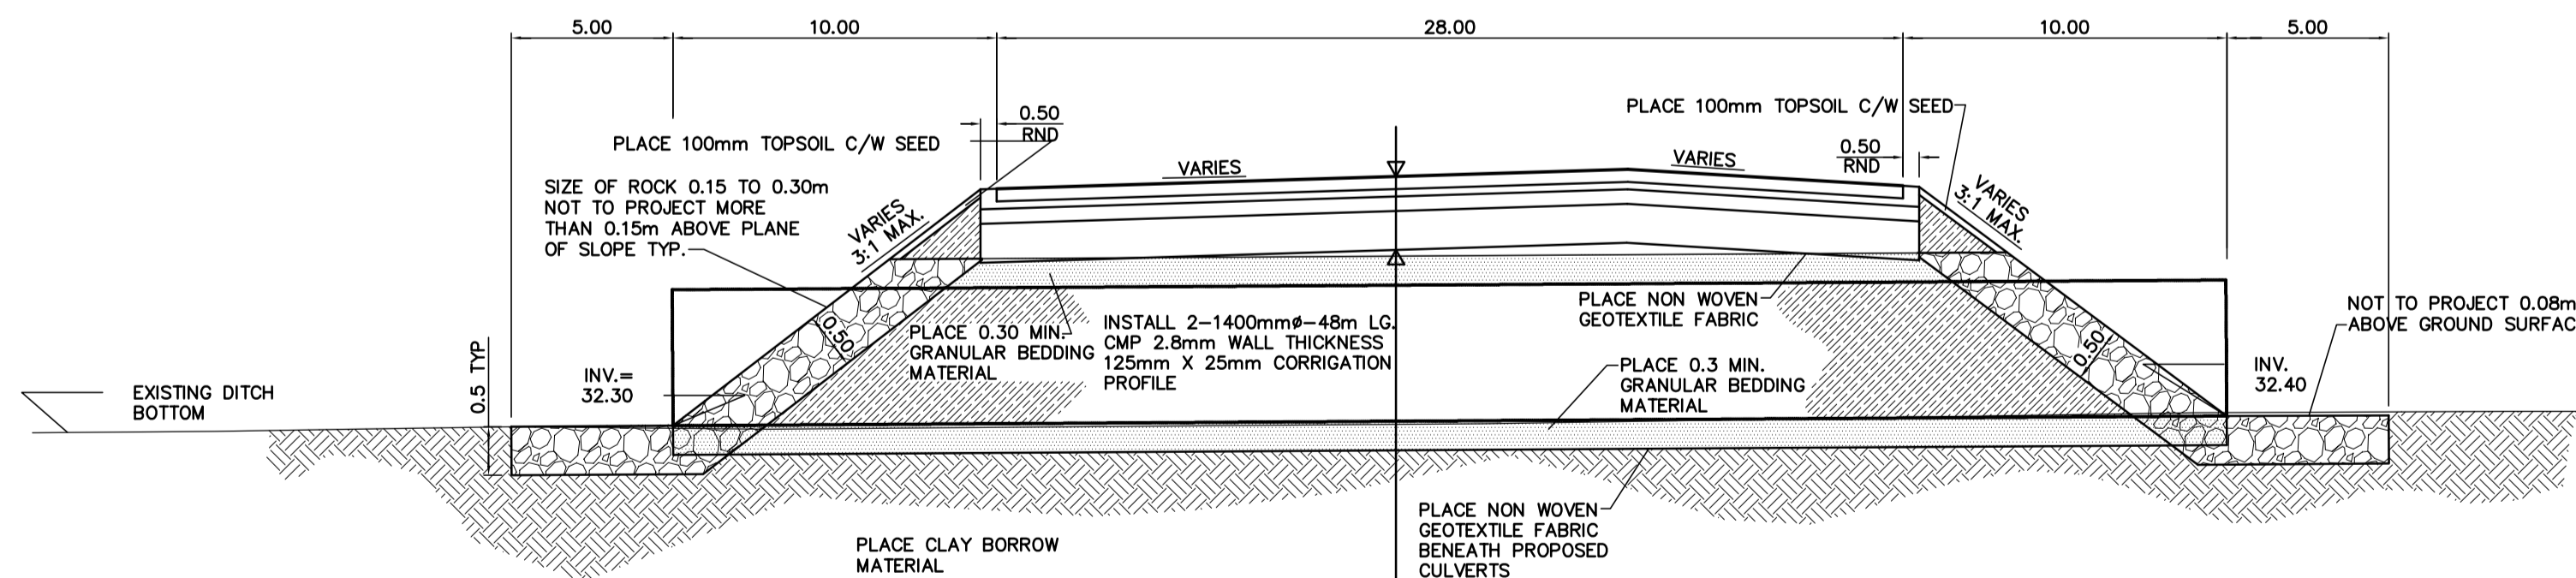 5.00
10.00
28.00
10.00
5.00
0.50
RND
PLACE 100mm TOPSOIL C/W SEED
PLACE 100mm TOPSOIL C/W SEED
VARIES
VARIES
0.50
RND
SIZE OF ROCK 0.15 TO 0.30m
NOT TO PROJECT MORE
THAN 0.15m ABOVE PLANE
OF SLOPE TYP.
VARIES
3:1 MAX.
VARIES
3:1 MAX.
0.50
PLACE 0.30 MIN.
GRANULAR BEDDING
MATERIAL
INSTALL 2-1400mmø-48m LG.
CMP 2.8mm WALL THICKNESS
125mm X 25mm CORRIGATION
PROFILE
PLACE NON WOVEN
GEOTEXTILE FABRIC
PLACE 0.3 MIN.
GRANULAR BEDDING
MATERIAL
0.50
NOT TO PROJECT 0.08m
ABOVE GROUND SURFAC
INV.
32.40
0.5 TYP
INV.=
32.30
EXISTING DITCH
BOTTOM
PLACE CLAY BORROW
MATERIAL
PLACE NON WOVEN
GEOTEXTILE FABRIC
BENEATH PROPOSED
CULVERTS